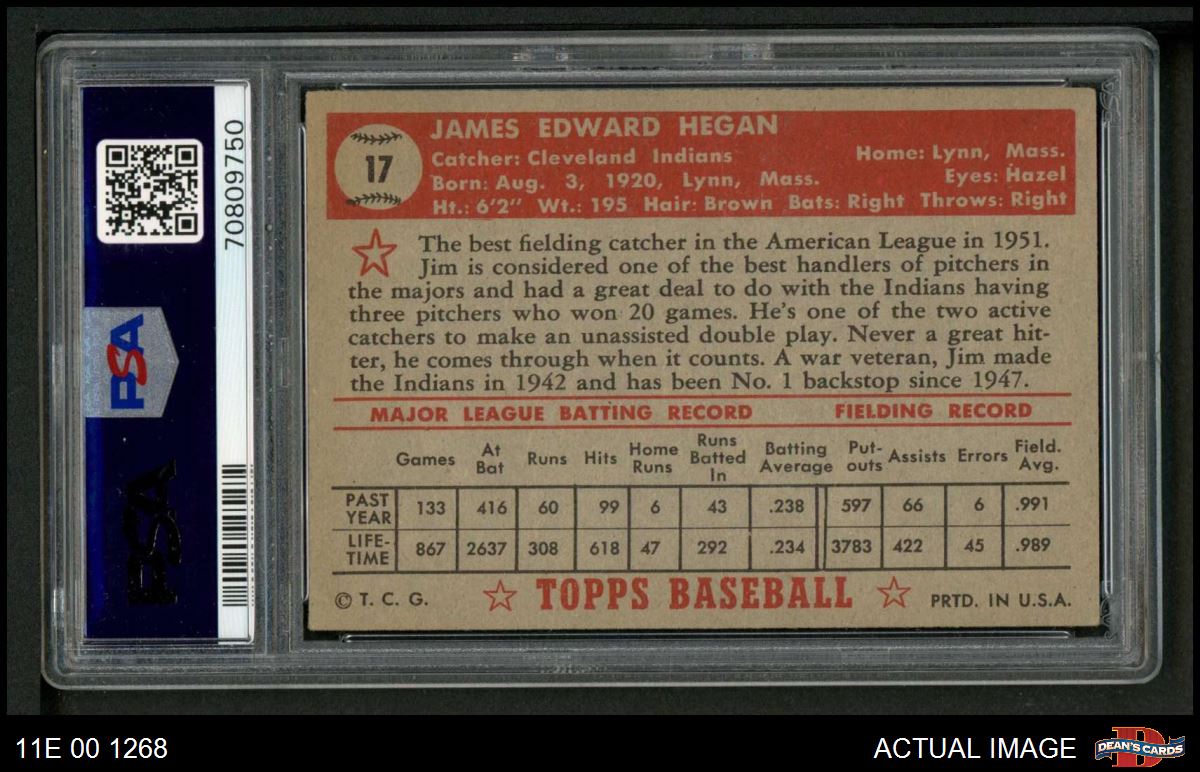 70809750
PSA
PSA
JAMES EDWARD HEGAN
17
Catcher: Cleveland Indians Home: Lynn, Mass.
Born: Aug. 3, 1920, Lynn, Mass. Eyes: Hazel
Ht.: 6'2" Wt.: 195 Hair: Brown Bats: Right Throws: Right
The best fielding catcher in the American League in 1951.
Jim is considered one of the best handlers of pitchers in
the majors and had a great deal to do with the Indians having
three pitchers who won 20 games. He's one of the two active
catchers to make an unassisted double play. Never a great hit-
ter, he comes through when it counts. A war veteran, Jim made
the Indians in 1942 and has been No. 1 backstop since 1947.
MAJOR LEAGUE BATTING RECORD FIELDING RECORD
Games At Bat Runs Hits Home Runs Runs Batted In Batting Average Put-outs Assists Errors Field. Avg.
PAST YEAR 133 416 60 99 6 43 .238 597 66 6 .991
LIFE-TIME 867 2637 308 618 47 292 .234 3783 422 45 .989
© T. C. G. TOPPS BASEBALL PRTD. IN U.S.A.
11E 00 1268 ACTUAL IMAGE DEAN'S CARDS